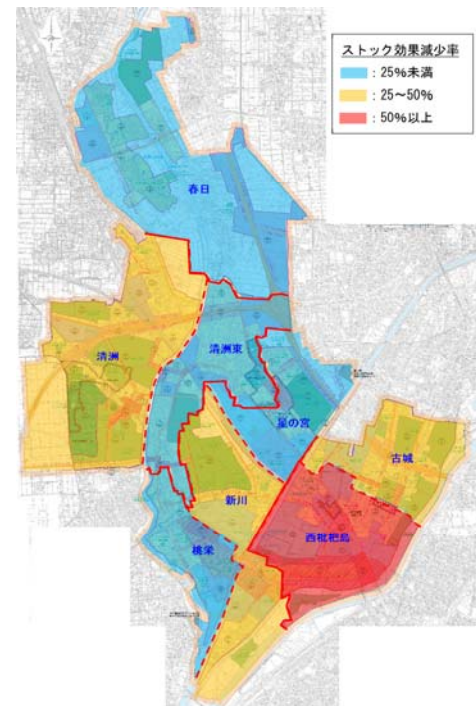 ストック効果減少率
：25%未満
：25～50%
：50%以上
春日
清洲
清洲東
星の宮
古城
新川
西枇杷島
桃栄